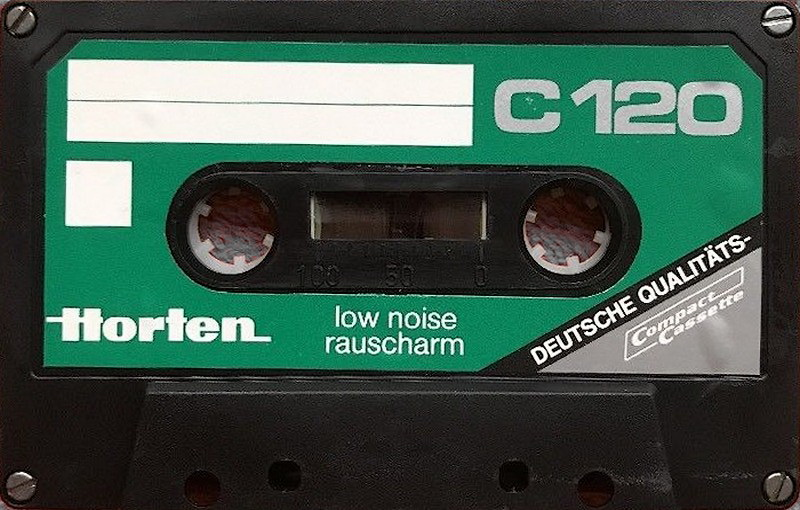 C 120
100 50 0
Horten
low noise
rauscharm
DEUTSCHE QUALITÄTS-
Compact
Cassette